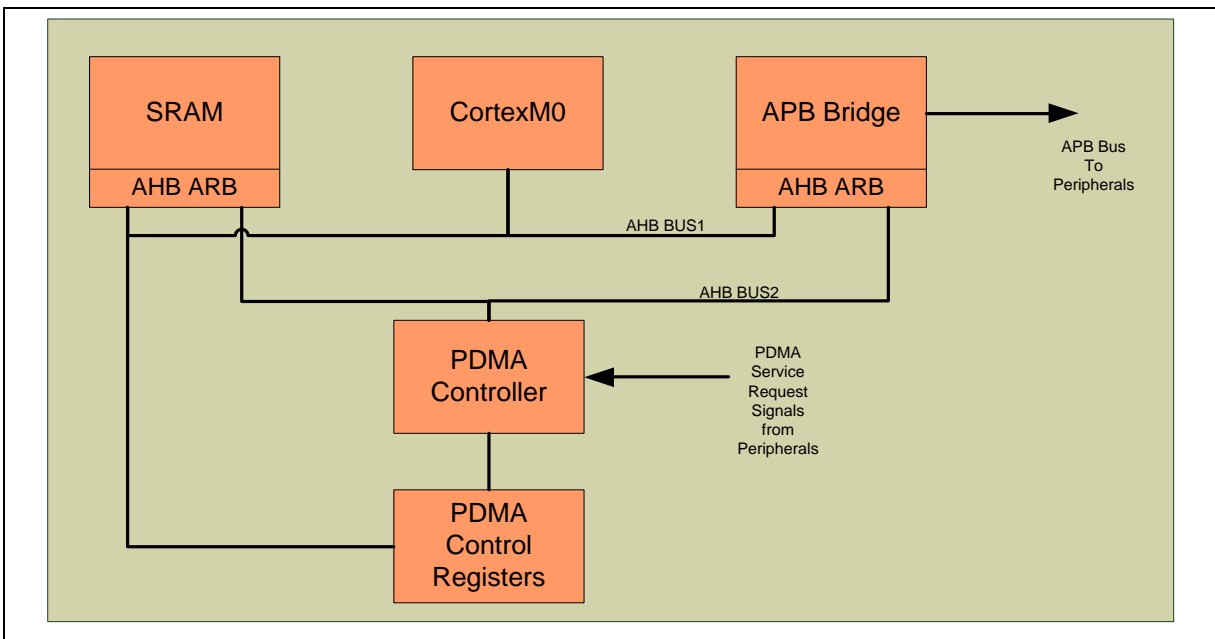 SRAM
AHB ARB
CortexM0
APB Bridge
AHB ARB
APB Bus
To
Peripherals
AHB BUS1
AHB BUS2
PDMA
Controller
PDMA
Service
Request
Signals
from
Peripherals
PDMA
Control
Registers